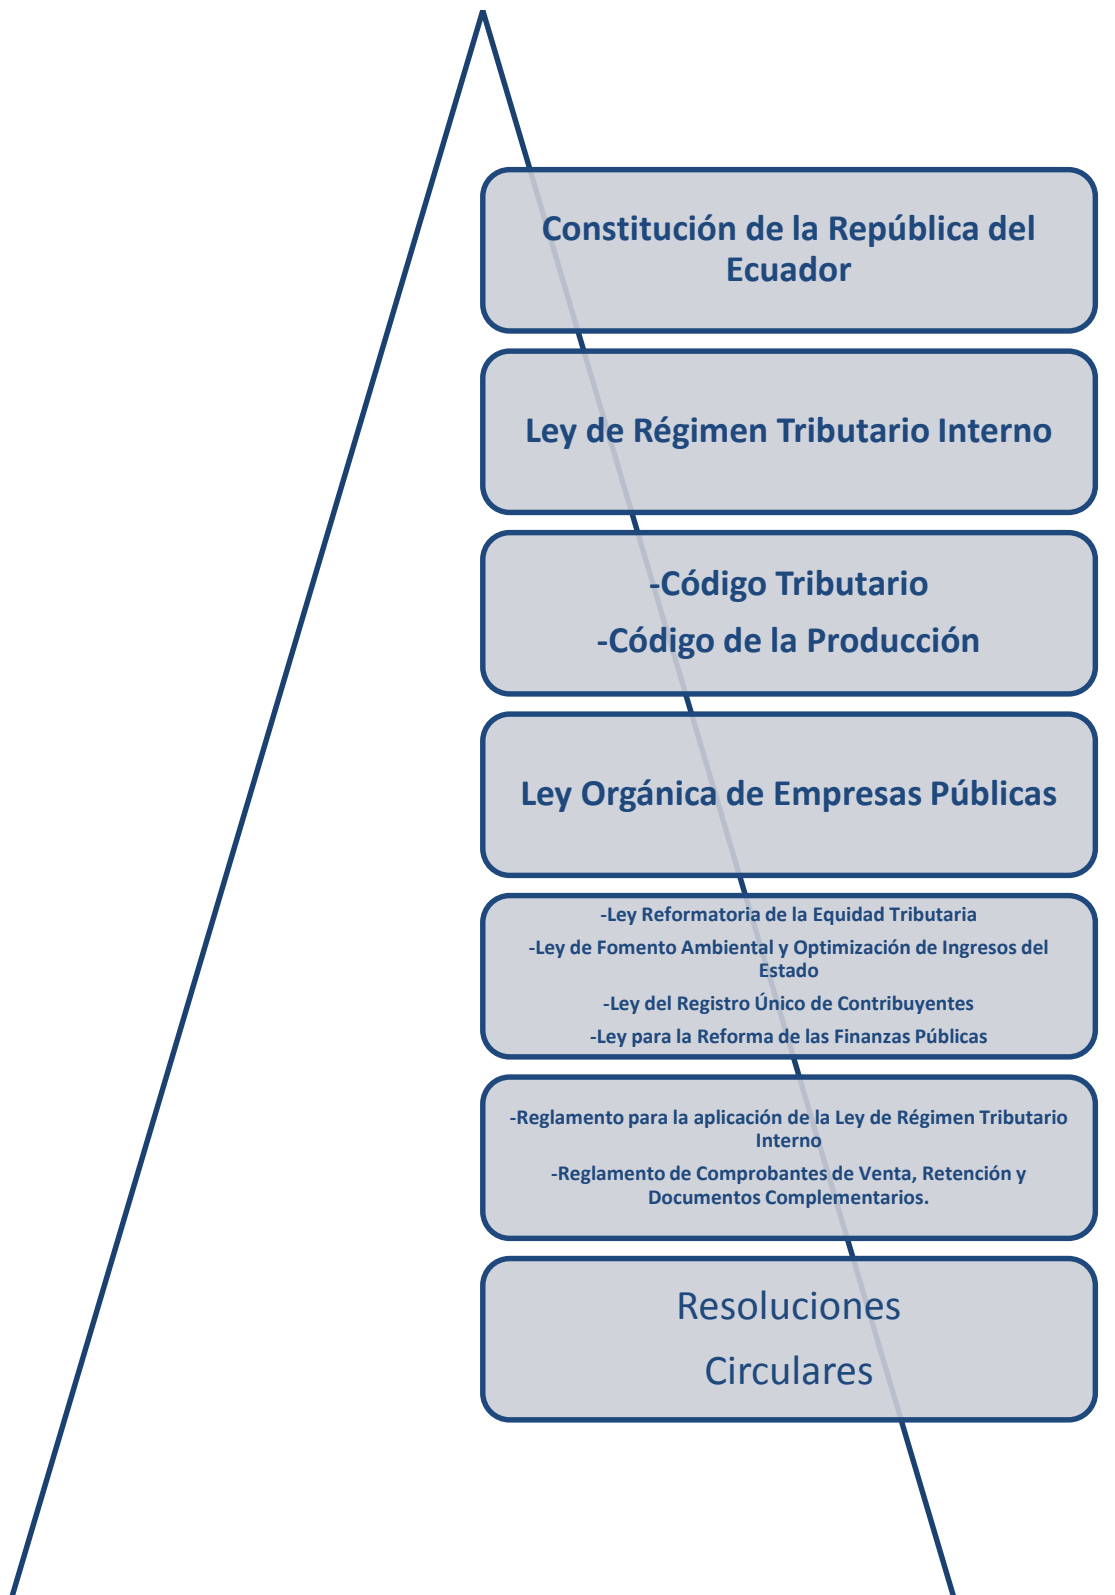 Constitución de la República del
Ecuador
Ley de Régimen Tributario Interno
-Código Tributario
-Código de la Producción
Ley Orgánica de Empresas Públicas
-Ley Reformatoria de la Equidad Tributaria
-Ley de Fomento Ambiental y Optimización de Ingresos del
Estado
-Ley del Registro Único de Contribuyentes
-Ley para la Reforma de las Finanzas Públicas
-Reglamento para la aplicación de la Ley de Régimen Tributario
Interno
-Reglamento de Comprobantes de Venta, Retención y
Documentos Complementarios.
Resoluciones
Circulares